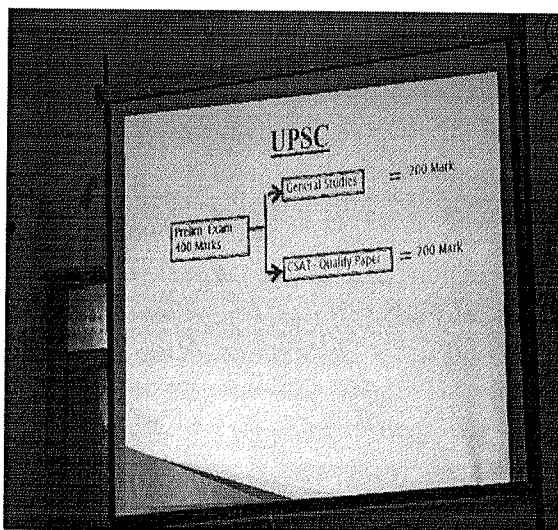 UPSC
General Studies = 200 Mark
Prelim Exam
400 Marks
CSAT - Qualify Paper = 200 Mark